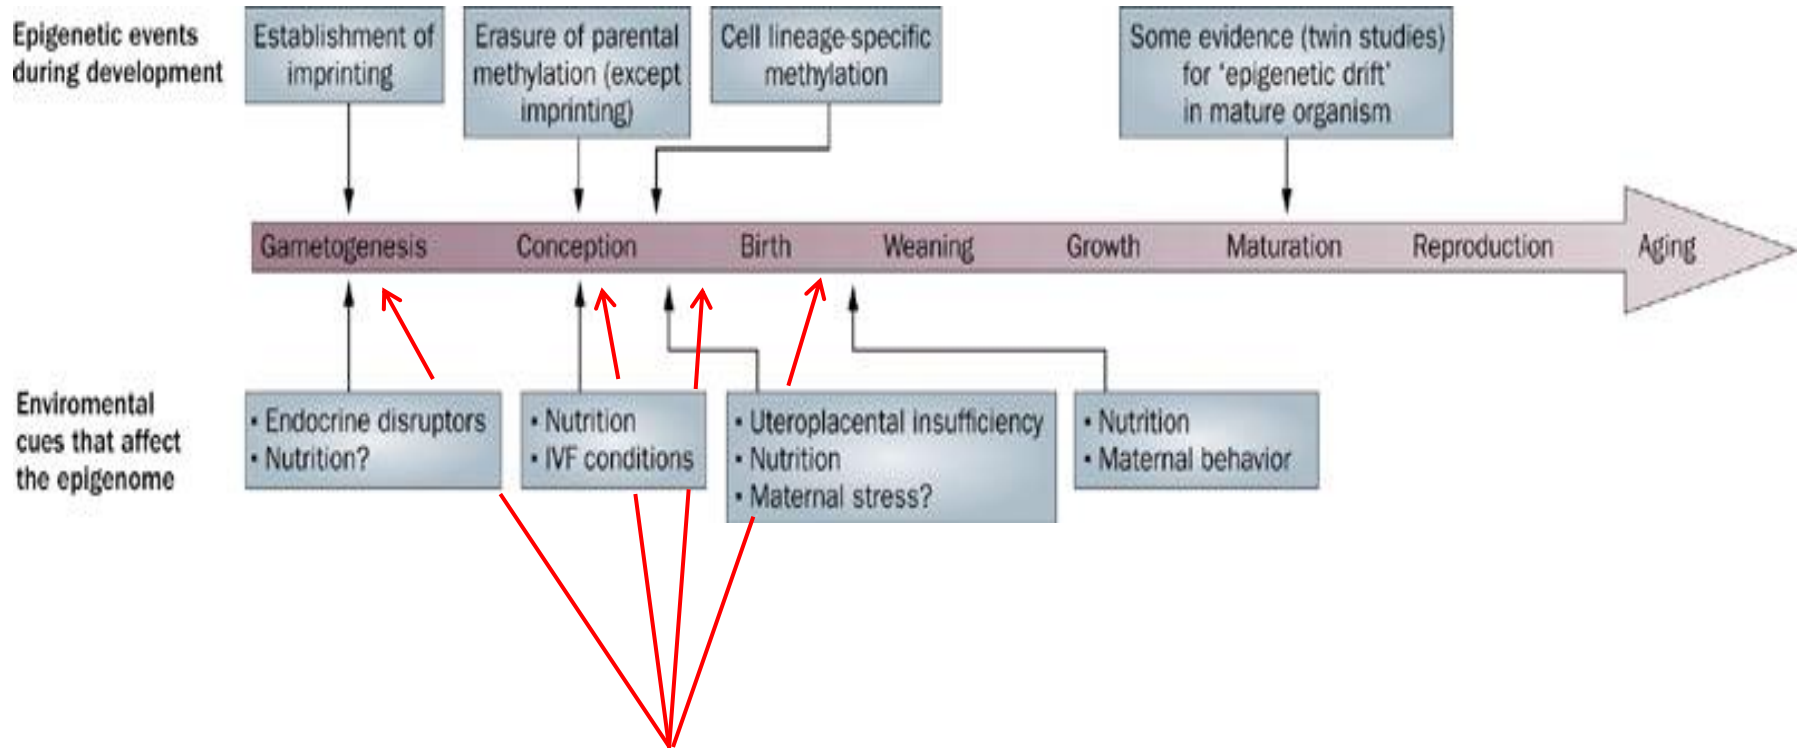 Epigenetic events
during development
Establishment of
imprinting
Erasure of parental
methylation (except
imprinting)
Cell lineage-specific
methylation
Some evidence (twin studies)
for ‘epigenetic drift’
in mature organism
Gametogenesis
Conception
Birth
Weaning
Growth
Maturation
Reproduction
Aging
Enviromental
cues that affect
the epigenome
• Endocrine disruptors
• Nutrition?
• Nutrition
• IVF conditions
• Uteroplacental insufficiency
• Nutrition
• Maternal stress?
• Nutrition
• Maternal behavior